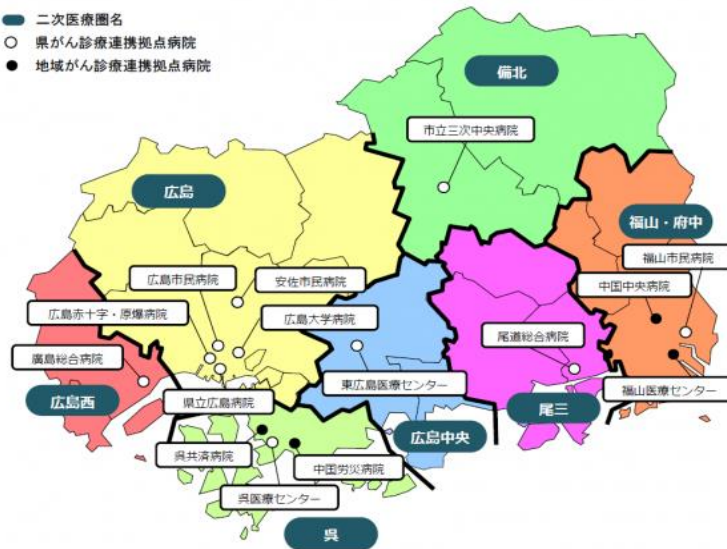 二次医療圏名
県がん診療連携拠点病院
地域がん診療連携拠点病院
備北
市立三次中央病院
広島
福山・府中
福山市民病院
広島市民病院
安佐市民病院
中国中央病院
広島赤十字・原爆病院
広島大学病院
尾道総合病院
廣島総合病院
東広島医療センター
福山医療センター
広島西
県立広島病院
尾三
広島中央
呉共済病院
中国労災病院
呉医療センター
呉